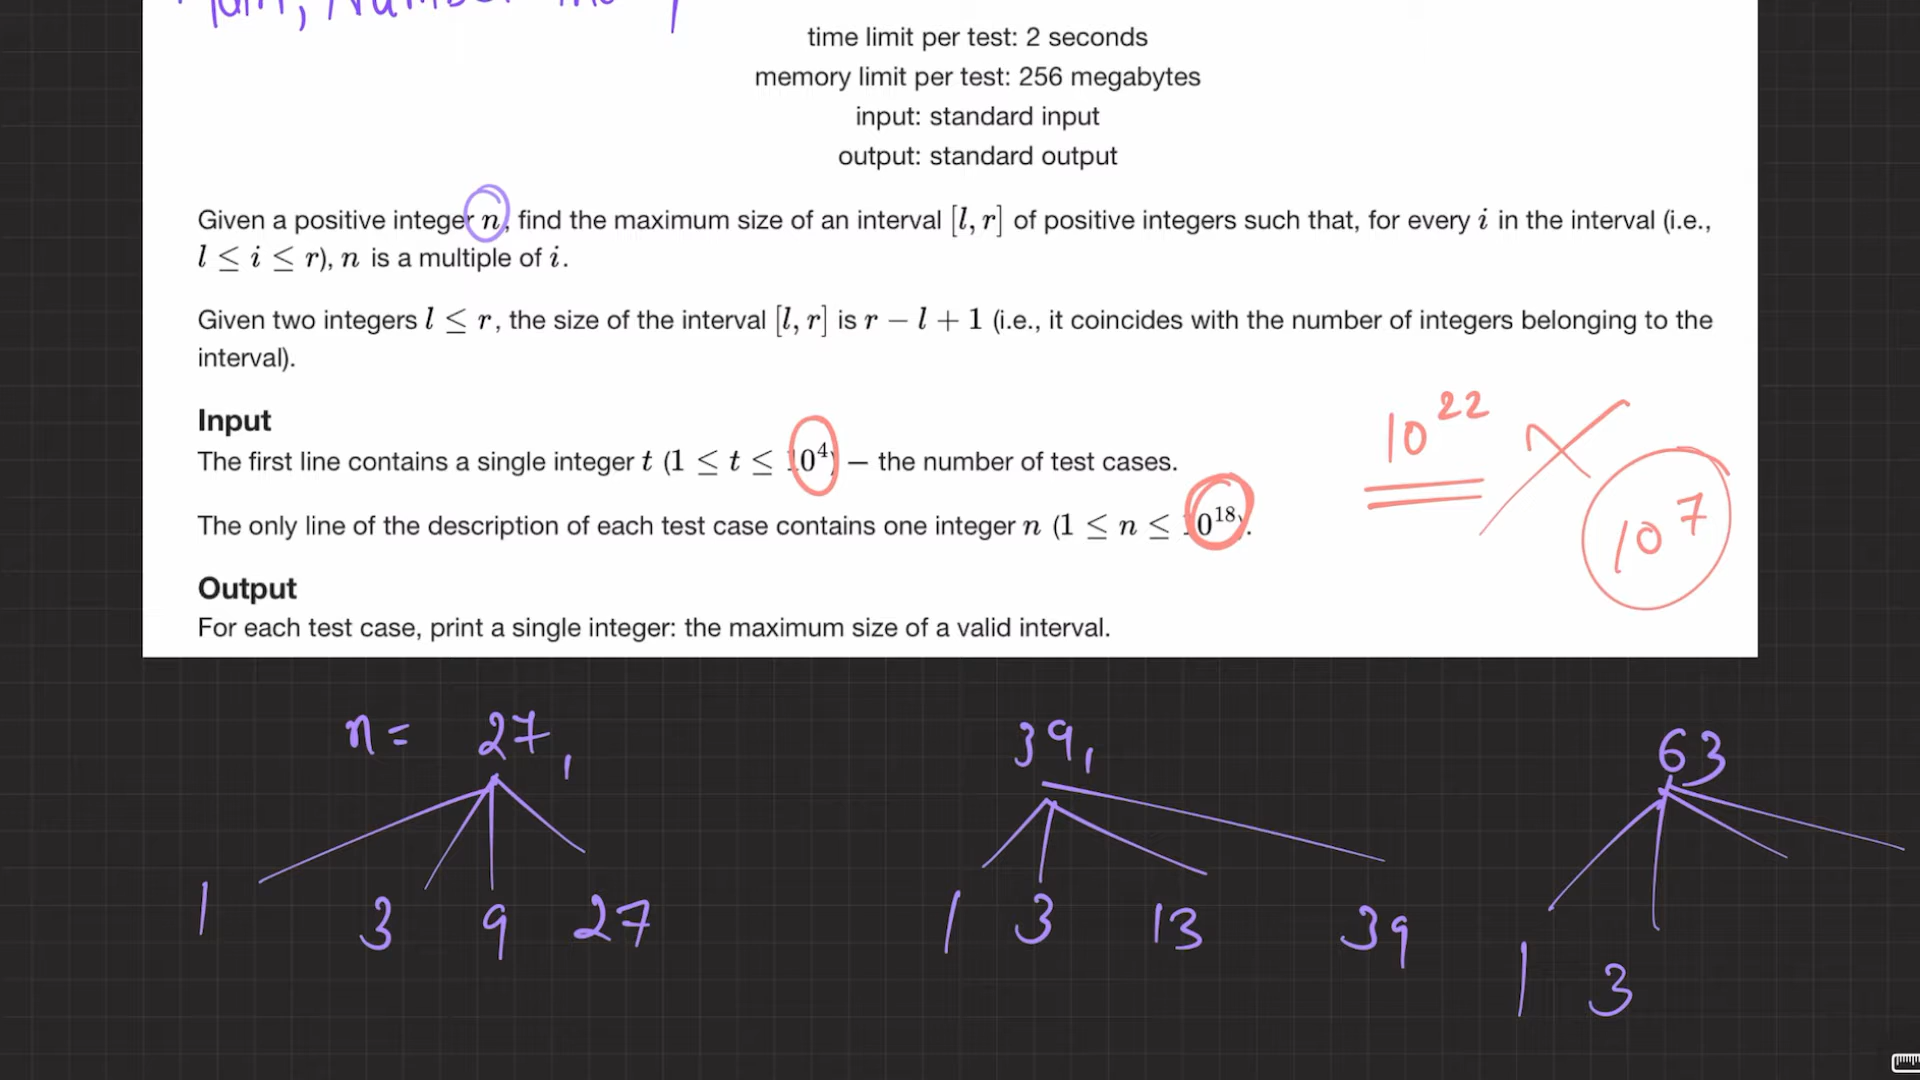 time limit per test: 2 seconds
memory limit per test: 256 megabytes
input: standard input
output: standard output
Given a positive integer n, find the maximum size of an interval [l, r] of positive integers such that, for every i in the interval (i.e.,
l ≤ i ≤ r), n is a multiple of i.
Given two integers l ≤ r, the size of the interval [l, r] is r − l + 1 (i.e., it coincides with the number of integers belonging to the
interval).
10^22
Input
The first line contains a single integer t (1 ≤ t ≤ 10^4) — the number of test cases.
The only line of the description of each test case contains one integer n (1 ≤ n ≤ 10^18).
10^7
Output
For each test case, print a single integer: the maximum size of a valid interval.
n = 27, 39, 63
1 3 9 27 1 3 13 39 1 3